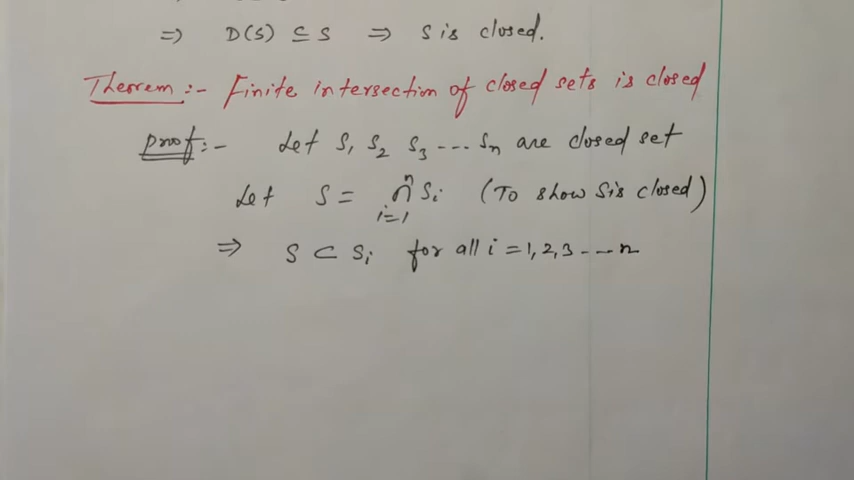 ⇒ D(S) ⊆ S ⇒ S is closed.
Theorem :- Finite intersection of closed sets is closed
Proof :- Let S₁ S₂ S₃ --- Sₙ are closed set
Let S = ⋂ⁿᵢ₌₁ Sᵢ (To show S is closed)
⇒ S ⊂ Sᵢ for all i = 1, 2, 3 --- n